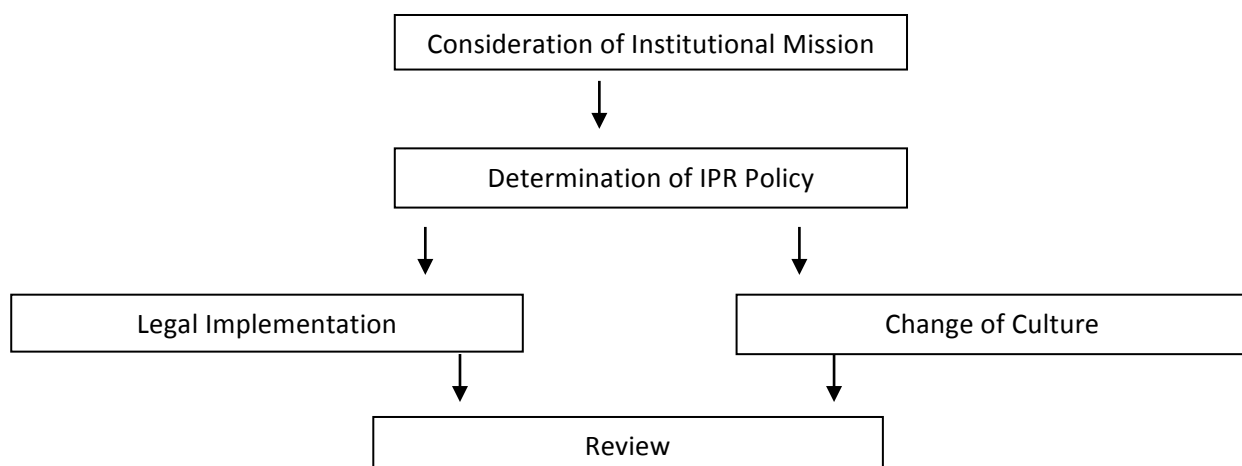 Consideration of Institutional Mission
Determination of IPR Policy
Legal Implementation
Change of Culture
Review